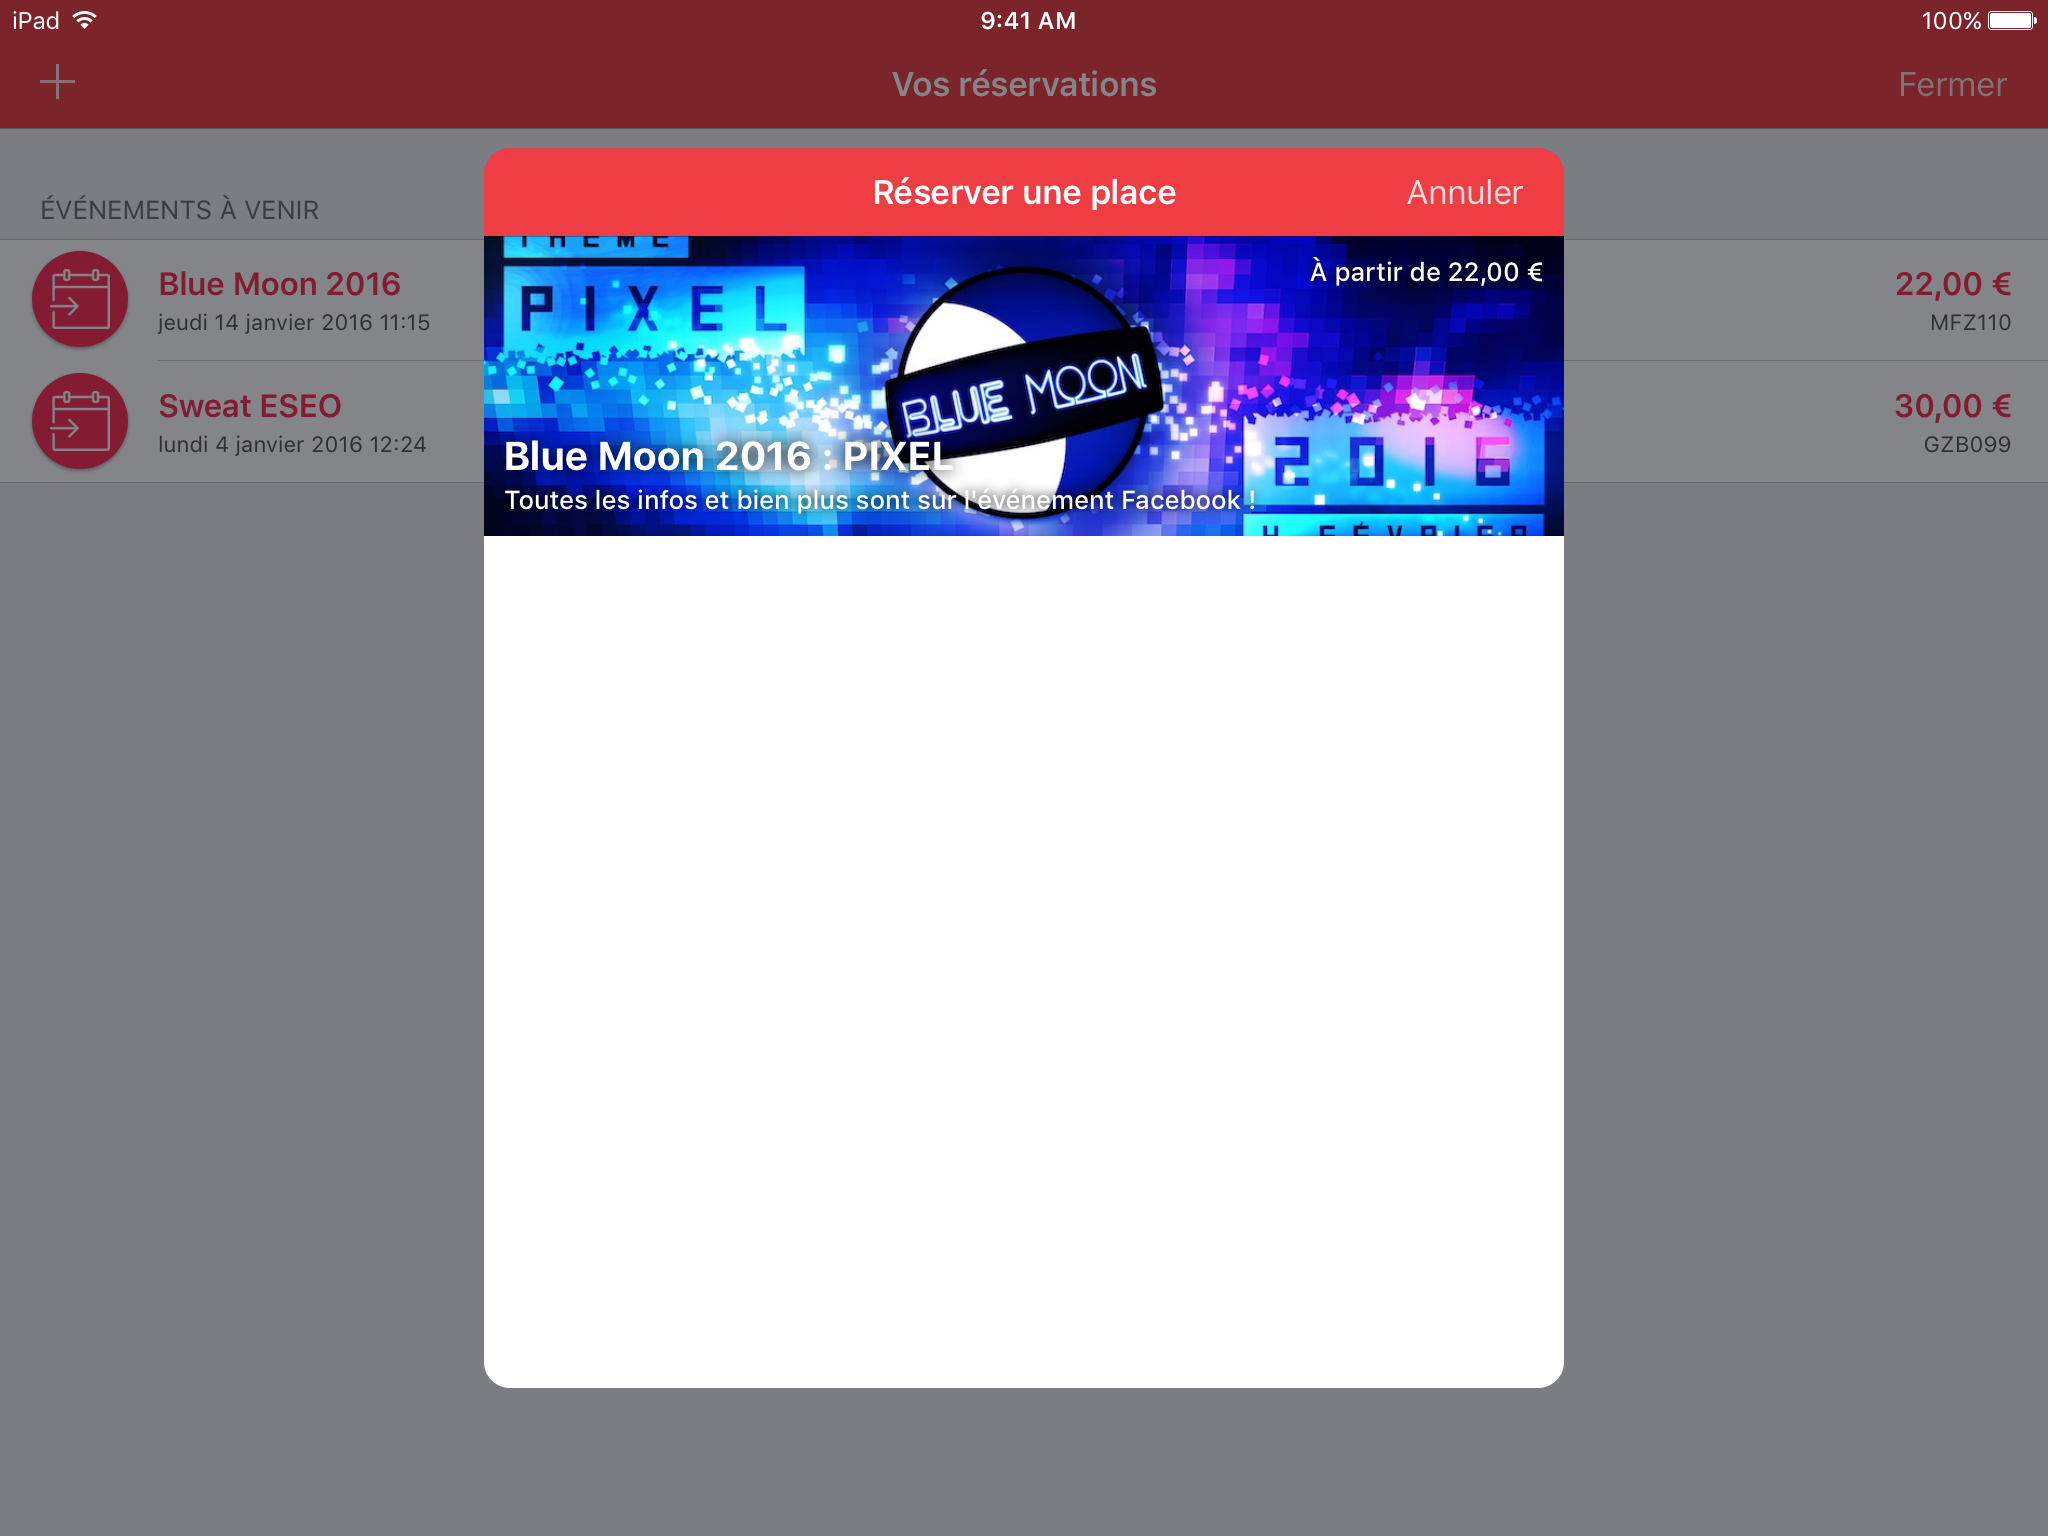 iPad 9:41 AM 100%
Vos réservations Fermer
ÉVÉNEMENTS À VENIR
Blue Moon 2016 22,00 €
jeudi 14 janvier 2016 11:15 MFZ110
Sweat ESEO 30,00 €
lundi 4 janvier 2016 12:24 GZB099
Réserver une place Annuler
THEME
PIXEL
À partir de 22,00 €
BLUE MOON
2016
Blue Moon 2016 : PIXEL
Toutes les infos et bien plus sont sur l'événement Facebook !
FÉVRIER